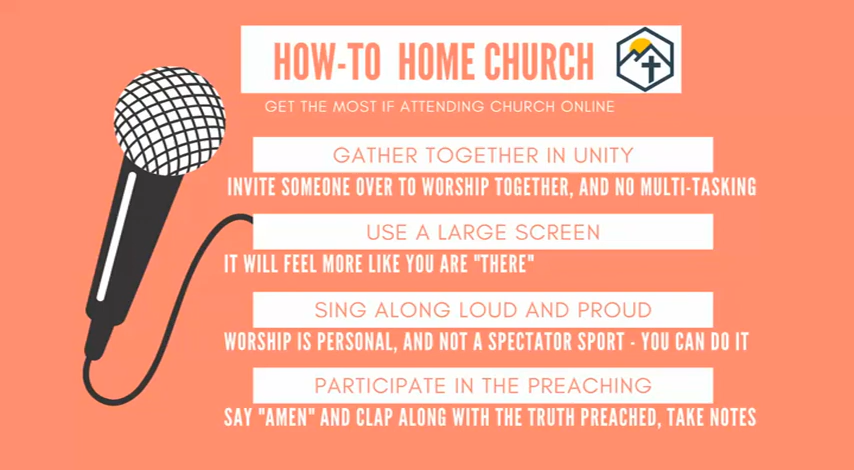 HOW-TO HOME CHURCH
GET THE MOST IF ATTENDING CHURCH ONLINE
GATHER TOGETHER IN UNITY
INVITE SOMEONE OVER TO WORSHIP TOGETHER, AND NO MULTI-TASKING
USE A LARGE SCREEN
IT WILL FEEL MORE LIKE YOU ARE "THERE"
SING ALONG LOUD AND PROUD
WORSHIP IS PERSONAL, AND NOT A SPECTATOR SPORT - YOU CAN DO IT
PARTICIPATE IN THE PREACHING
SAY "AMEN" AND CLAP ALONG WITH THE TRUTH PREACHED, TAKE NOTES